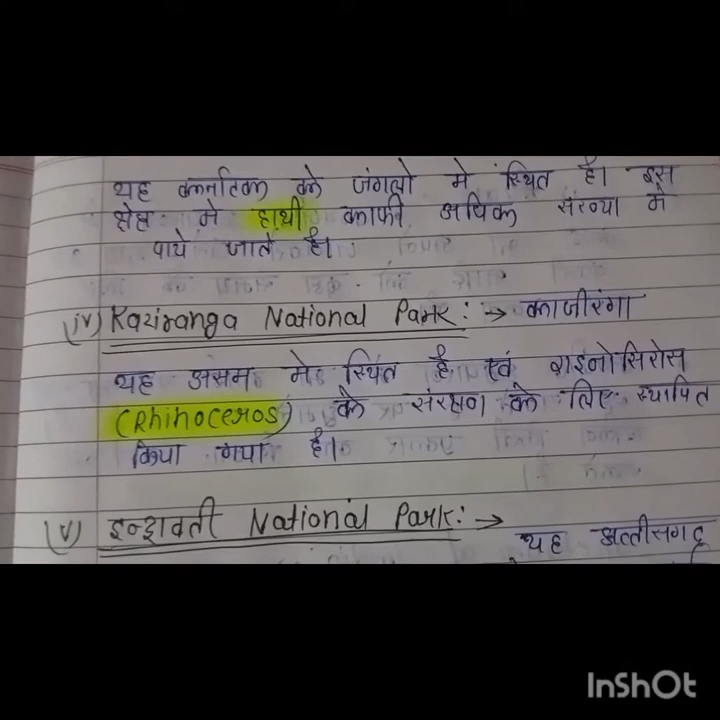 यह कर्नाटक के जंगलो मे स्थित है। इस
क्षेत्र मे हाथी काफी अधिक संख्या मे
पाये जाते है।
(iv) Kaziranga National Park :→ काजीरंगा
यह असम मे स्थित है एवं राइनोसिरोस
(Rhinoceros) के संरक्षण के लिए स्थापित
किया गया है।
(v) इन्द्रावती National Park :→
यह छत्तीसगढ़
InShOt